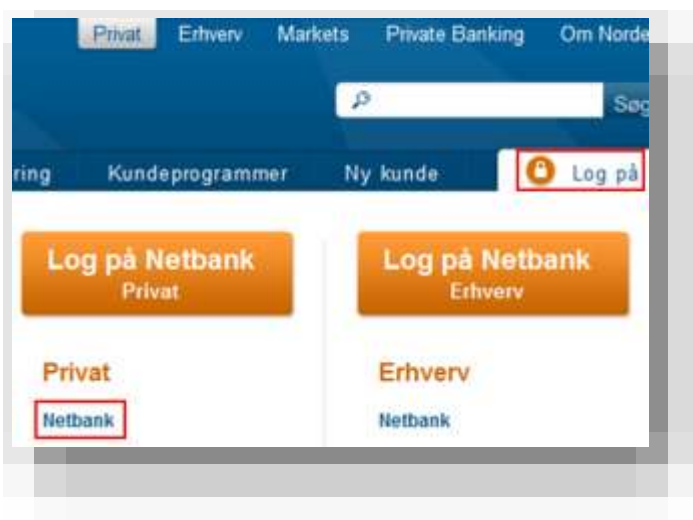 Privat Erhverv Markets Private Banking Om Norde
Søg
ring Kundeprogrammer Ny kunde Log på
Log på Netbank Log på Netbank
Privat Erhverv
Privat Erhverv
Netbank Netbank